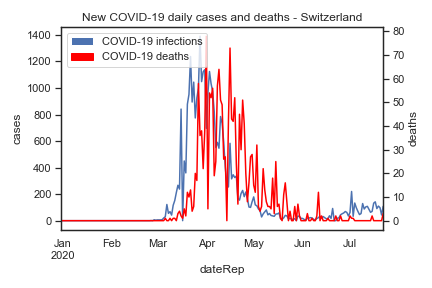 New COVID-19 daily cases and deaths - Switzerland
COVID-19 infections
COVID-19 deaths
1400
1200
1000
800
600
400
200
0
cases
80
70
60
50
40
30
20
10
0
deaths
Jan Feb Mar Apr May Jun Jul
2020
dateRep